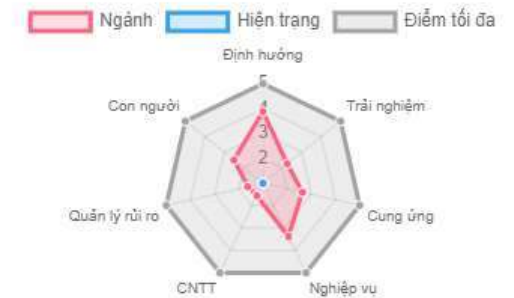 Ngành Hiện trạng Điểm tối đa
Định hướng
5
Con người 4 Trải nghiệm
3
2
Quản lý rủi ro Cung ứng
CNTT Nghiệp vụ